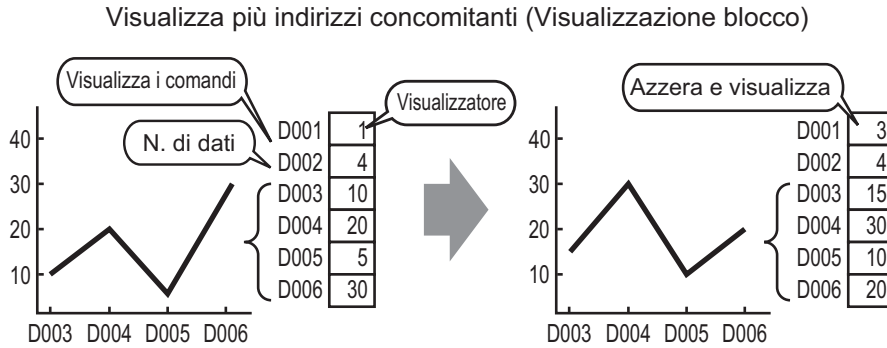 Visualizza più indirizzi concomitanti (Visualizzazione blocco)
Visualizza i comandi
Visualizzatore
N. di dati
40
30
20
10
D003 D004 D005 D006
D001 1
D002 4
D003 10
D004 20
D005 5
D006 30
Azzera e visualizza
40
30
20
10
D003 D004 D005 D006
D001 3
D002 4
D003 15
D004 30
D005 10
D006 20